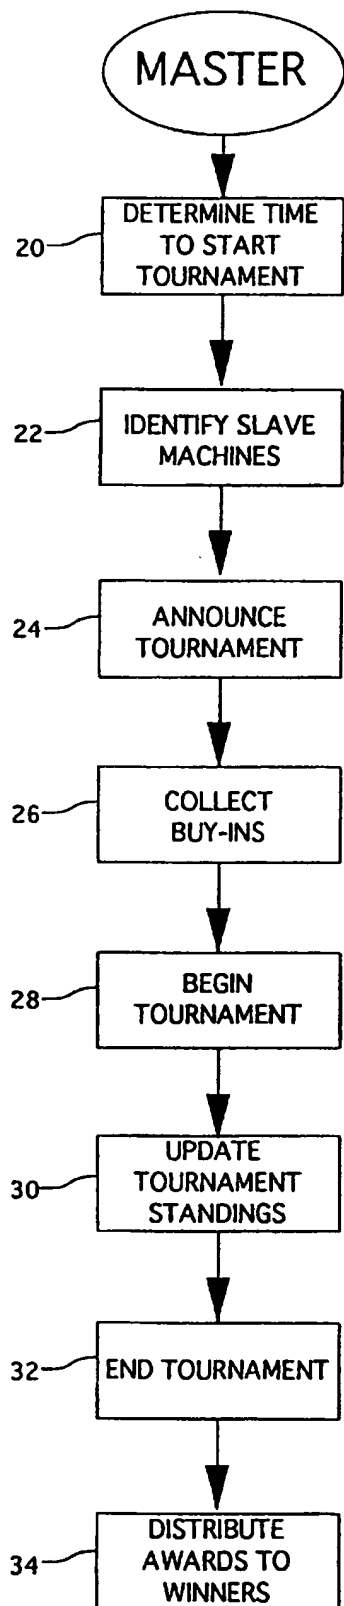 MASTER
20
DETERMINE TIME
TO START
TOURNAMENT
22
IDENTIFY SLAVE
MACHINES
24
ANNOUNCE
TOURNAMENT
26
COLLECT
BUY-INS
28
BEGIN
TOURNAMENT
30
UPDATE
TOURNAMENT
STANDINGS
32
END TOURNAMENT
34
DISTRIBUTE
AWARDS TO
WINNERS